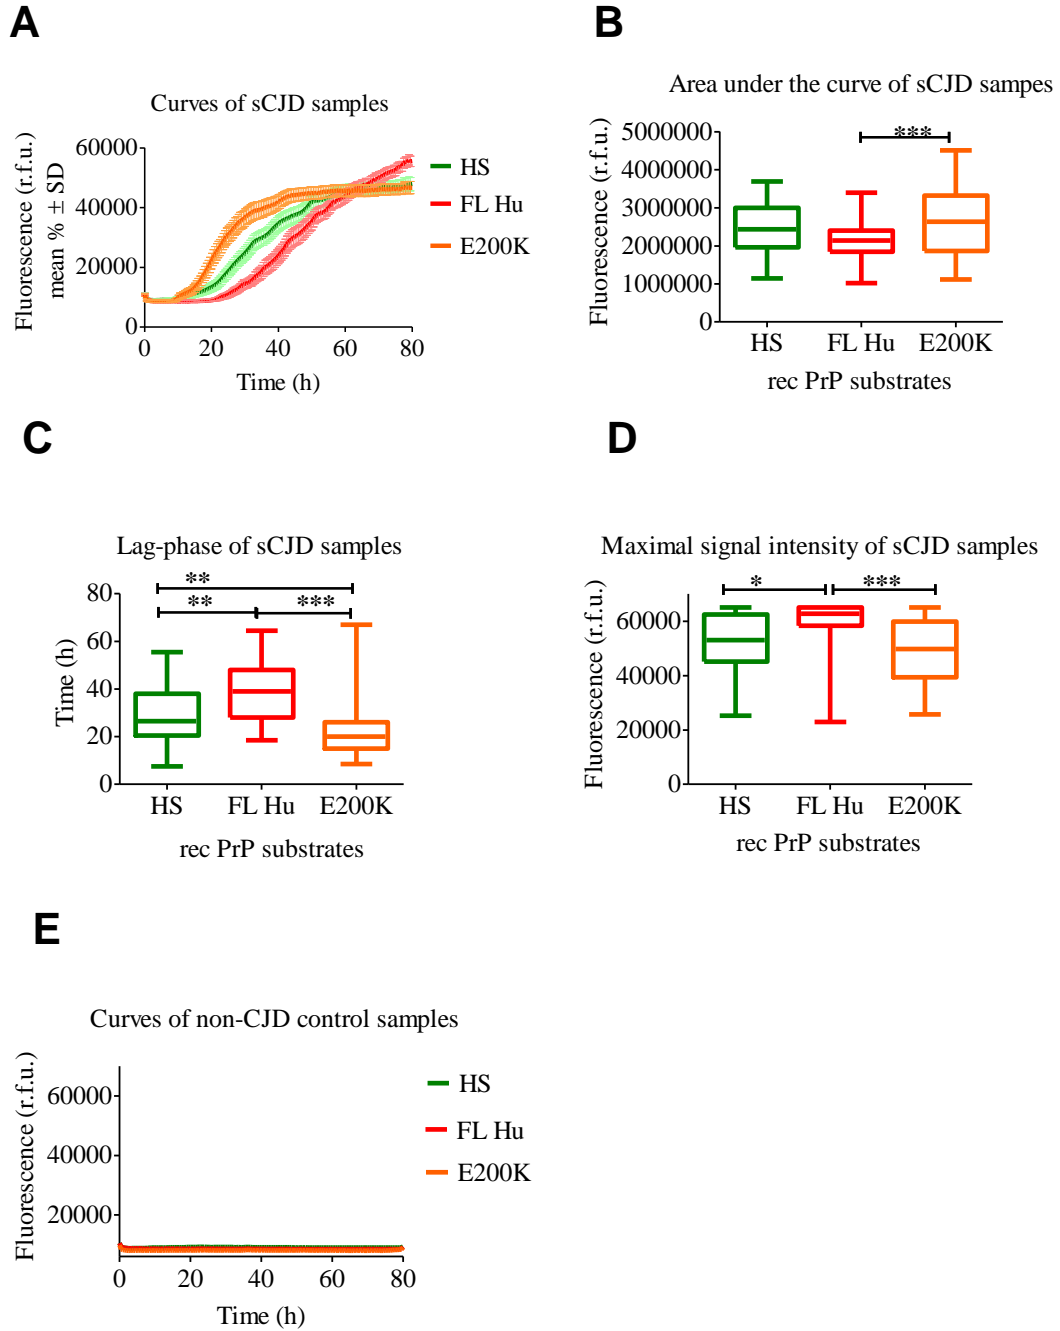 A
Curves of sCJD samples
Fluorescence (r.f.u.)
mean % ± SD
60000
40000
20000
0
0 20 40 60 80
Time (h)
HS
FL Hu
E200K
B
Area under the curve of sCJD sampes
Fluorescence (r.f.u.)
5000000
4000000
3000000
2000000
1000000
0
***
HS FL Hu E200K
rec PrP substrates
C
Lag-phase of sCJD samples
Time (h)
80
60
40
20
0
**
** ***
HS FL Hu E200K
rec PrP substrates
D
Maximal signal intensity of sCJD samples
Fluorescence (r.f.u.)
60000
40000
20000
0
* ***
HS FL Hu E200K
rec PrP substrates
E
Curves of non-CJD control samples
Fluorescence (r.f.u.)
60000
40000
20000
0 20 40 60 80
Time (h)
HS
FL Hu
E200K